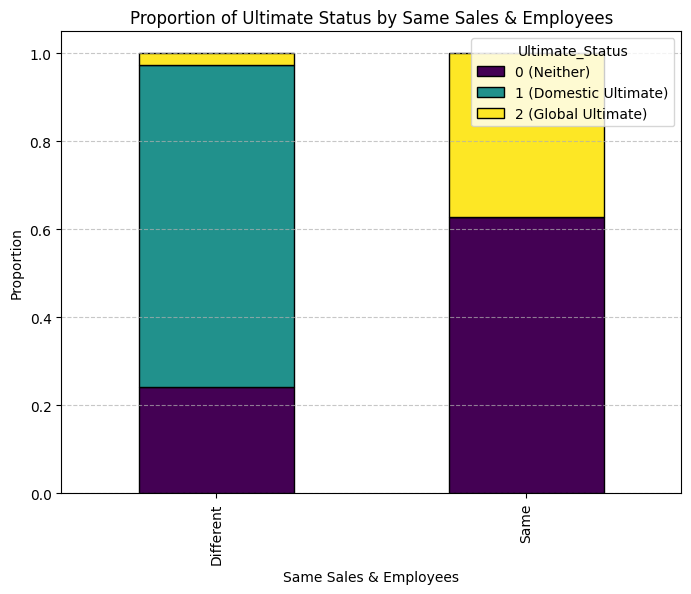 Proportion of Ultimate Status by Same Sales & Employees
Ultimate_Status
0 (Neither)
1 (Domestic Ultimate)
2 (Global Ultimate)
Proportion
1.0
0.8
0.6
0.4
0.2
0.0
Different
Same
Same Sales & Employees